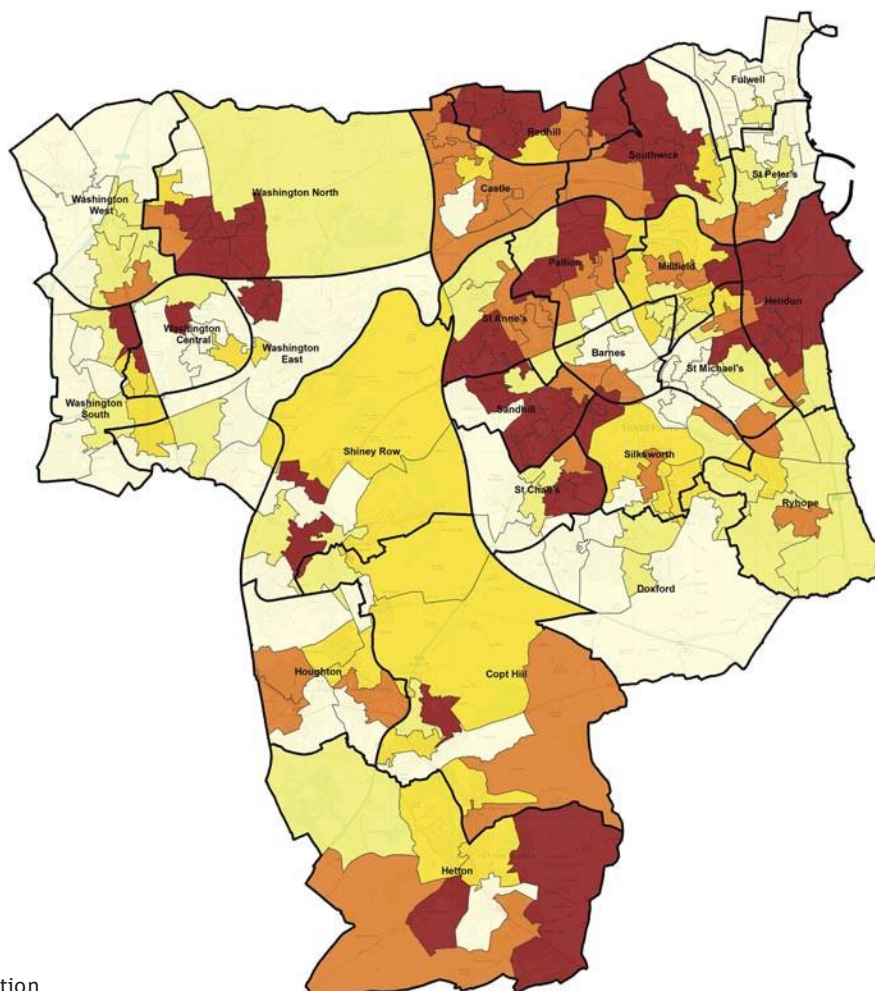 Fulwell
Redhill
Southwick
St Peter's
Castle
Washington North
Washington
West
Pallion
Millfield
Hendon
St Anne's
Washington
Central
Washington
East
Barnes
St Michael's
Washington
South
Sandhill
Shiney Row
Silksworth
St Chad's
Ryhope
Doxford
Houghton
Copt Hill
Hetton
tion